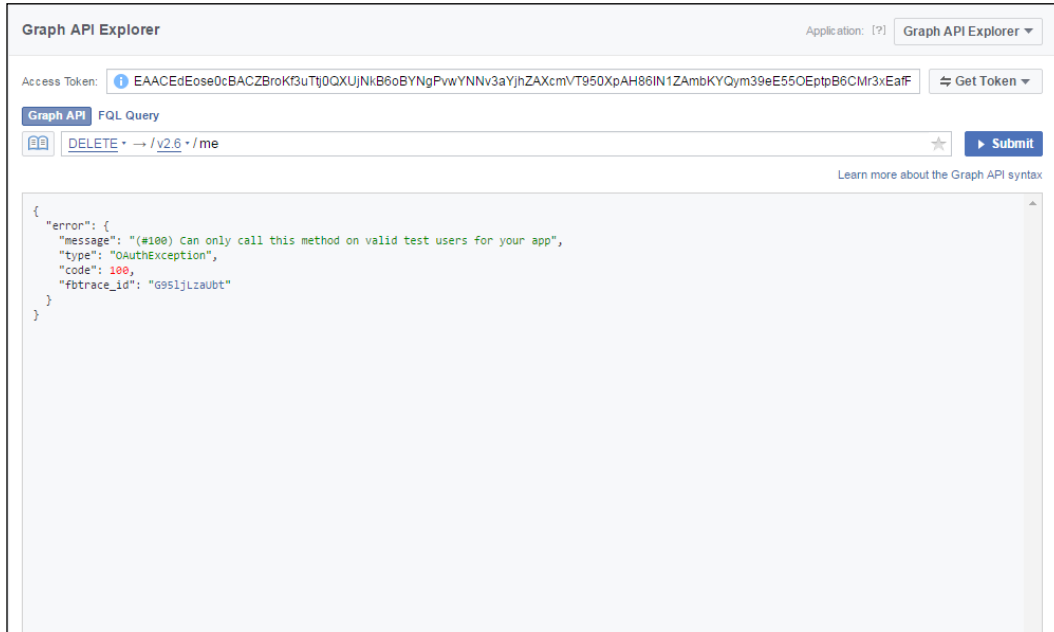 Graph API Explorer
Application: [?] Graph API Explorer
Access Token: EAACEdEose0cBACZBroKf3uTtj0QXUjNkB6oBYNgPvwYNNv3aYjhZAXcmVT950XpAH86lN1ZAmbKYQym39eE55OEptpB6CMr3xEafF Get Token
Graph API FQL Query
DELETE → / v2.6 / me Submit
Learn more about the Graph API syntax
{
"error": {
"message": "(#100) Can only call this method on valid test users for your app",
"type": "OAuthException",
"code": 100,
"fbtrace_id": "G95ljLzaUbt"
}
}